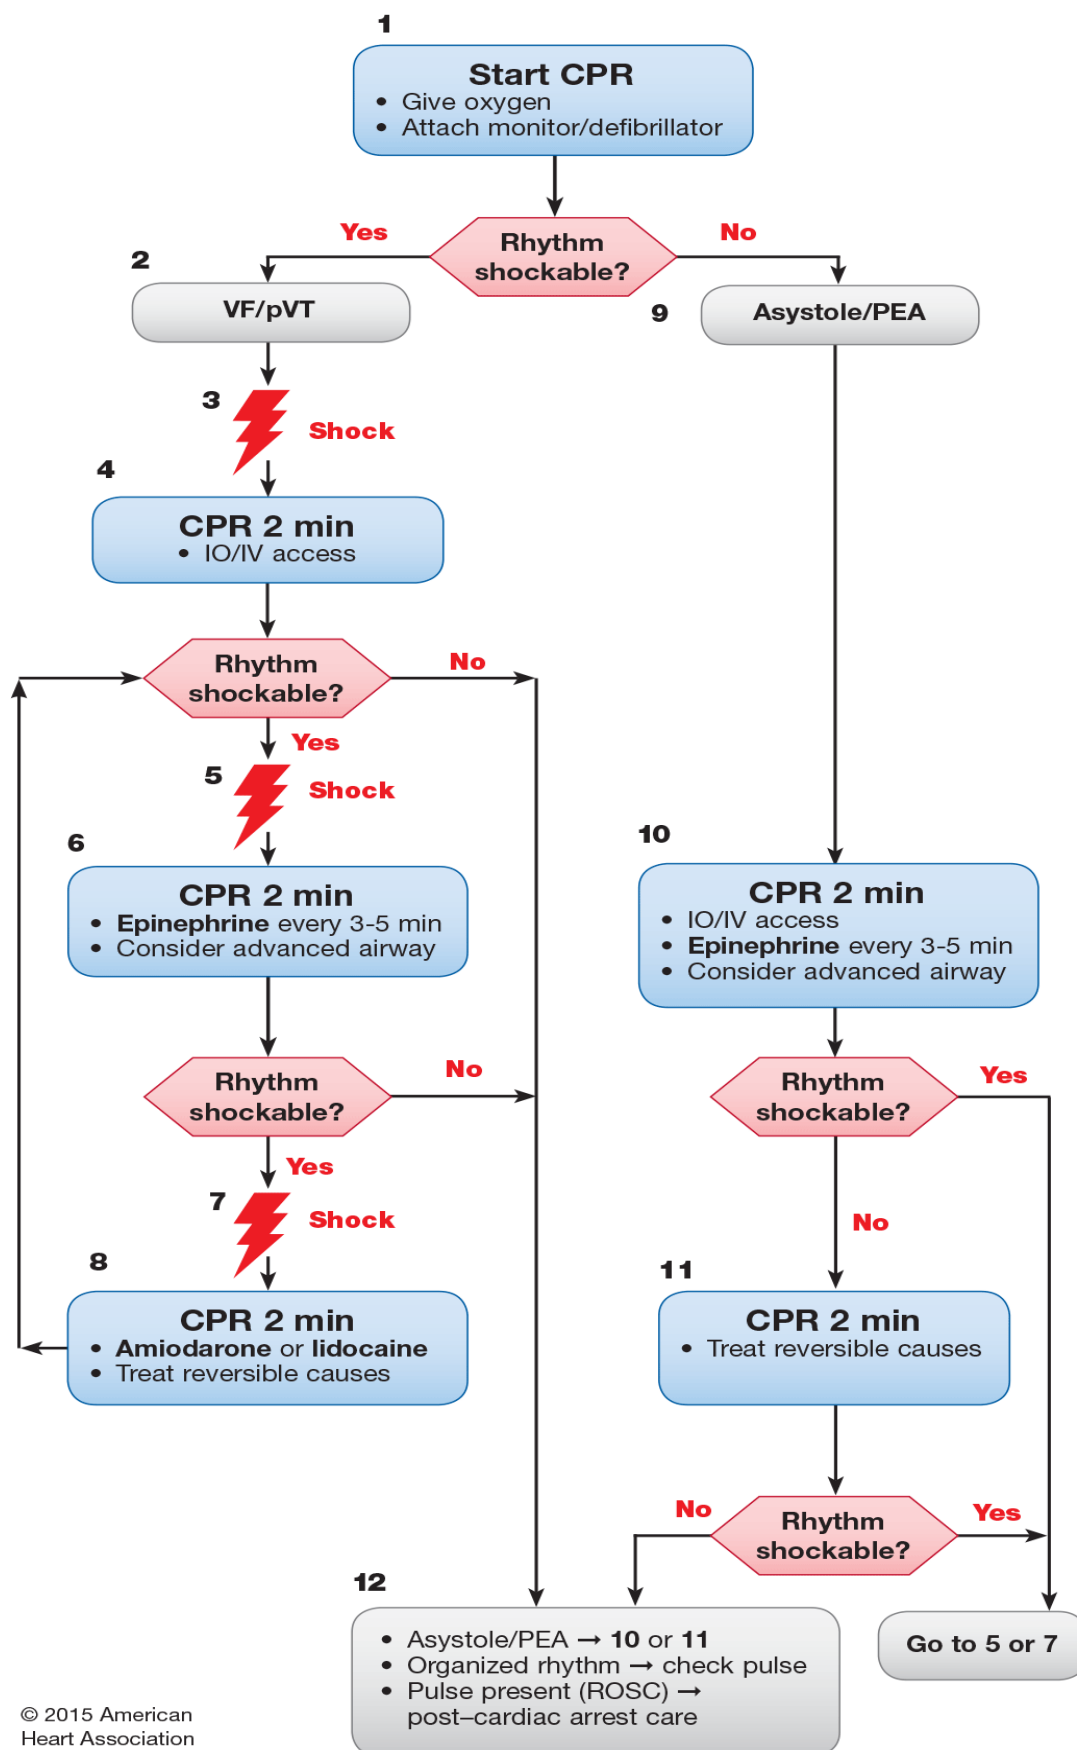 1
Start CPR
• Give oxygen
• Attach monitor/defibrillator
Rhythm
shockable?
Yes
No
2
VF/pVT
9
Asystole/PEA
3
Shock
4
CPR 2 min
• IO/IV access
Rhythm
shockable?
No
Yes
5
Shock
6
CPR 2 min
• Epinephrine every 3-5 min
• Consider advanced airway
Rhythm
shockable?
No
Yes
7
Shock
8
CPR 2 min
• Amiodarone or lidocaine
• Treat reversible causes
10
CPR 2 min
• IO/IV access
• Epinephrine every 3-5 min
• Consider advanced airway
Rhythm
shockable?
Yes
No
11
CPR 2 min
• Treat reversible causes
Rhythm
shockable?
No
Yes
12
• Asystole/PEA → 10 or 11
• Organized rhythm → check pulse
• Pulse present (ROSC) →
post–cardiac arrest care
Go to 5 or 7
© 2015 American
Heart Association